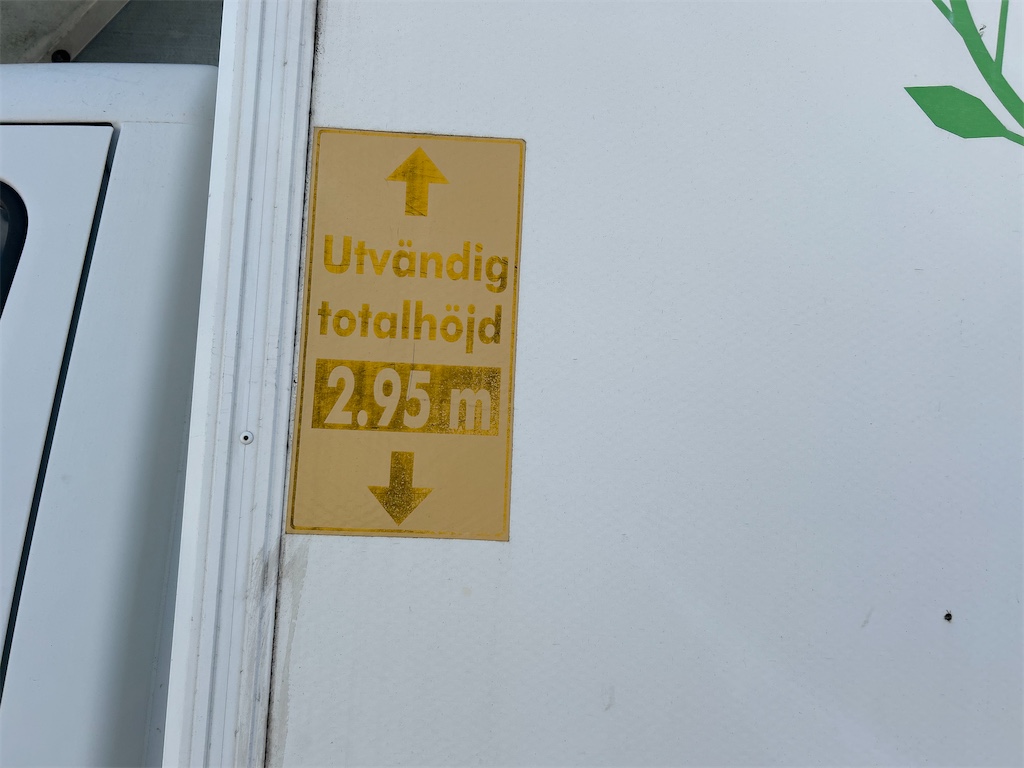 Utvändig
totalhöjd
2.95 m